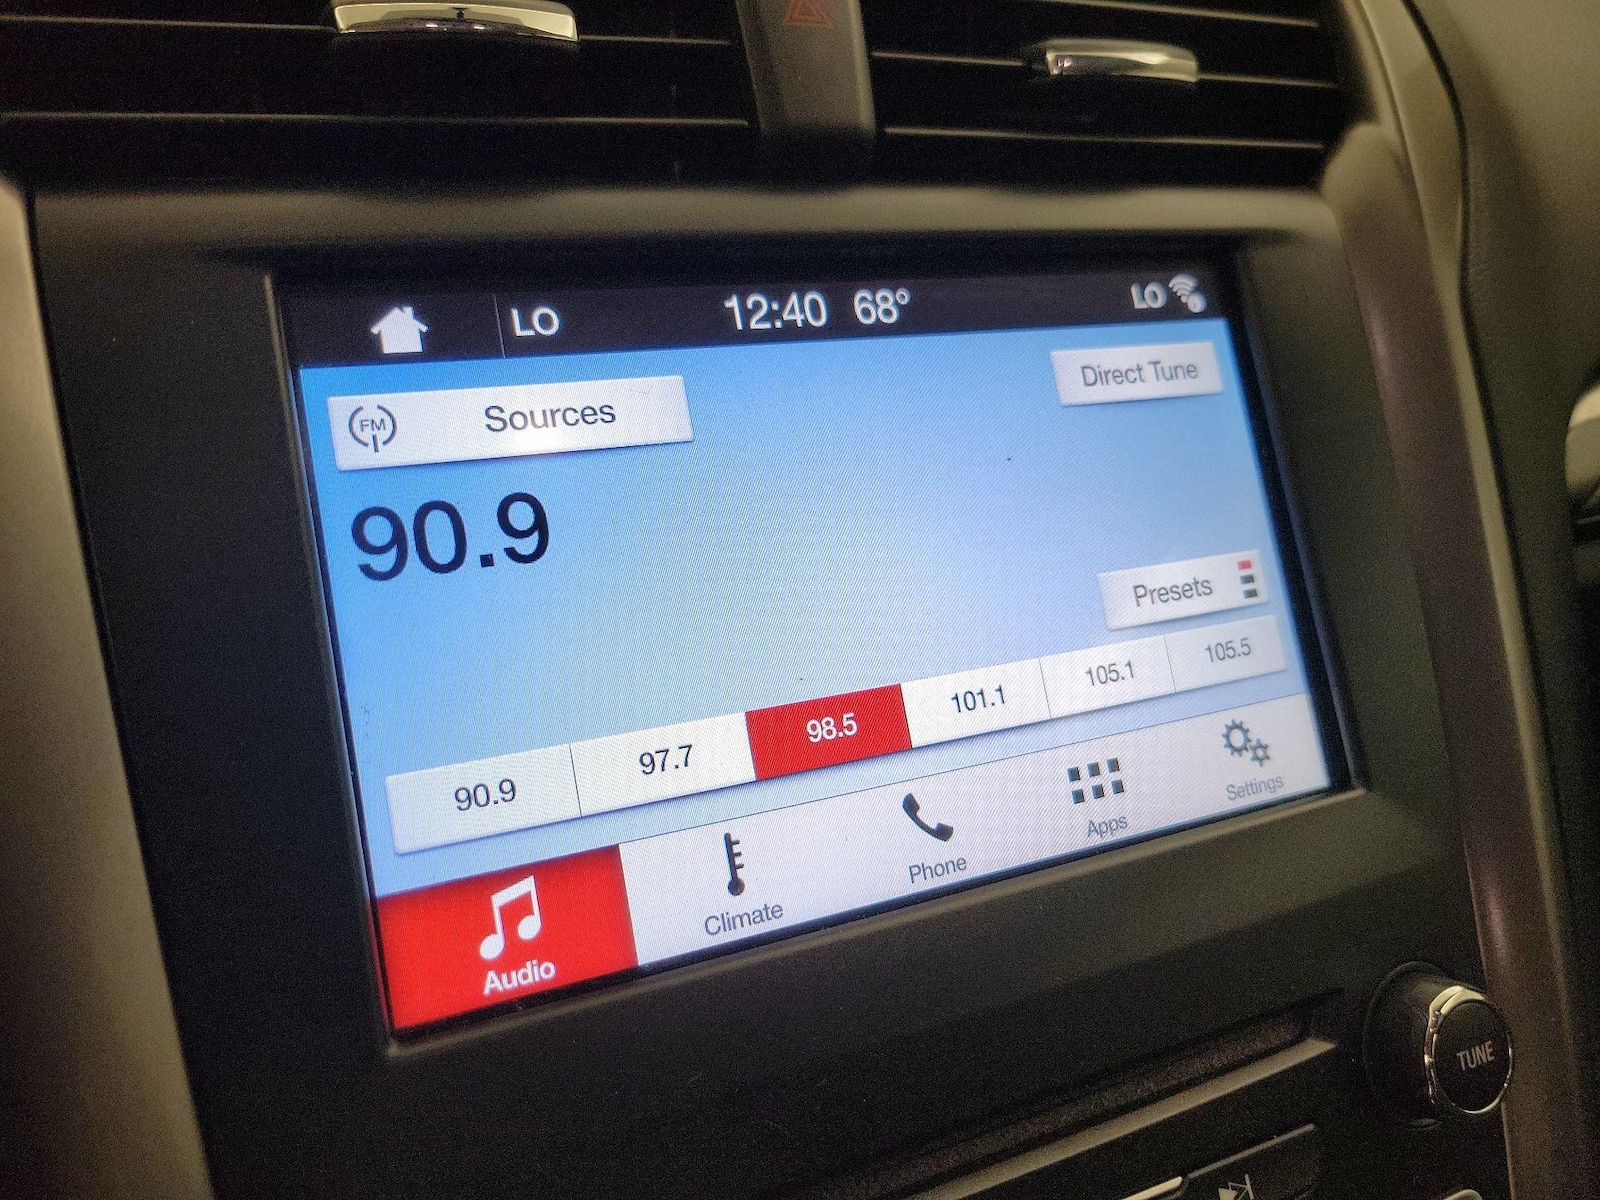 LO 12:40 68° LO
FM Sources
Direct Tune
90.9
Presets
90.9 97.7 98.5 101.1 105.1 105.5
Audio Climate Phone Apps Settings
TUNE